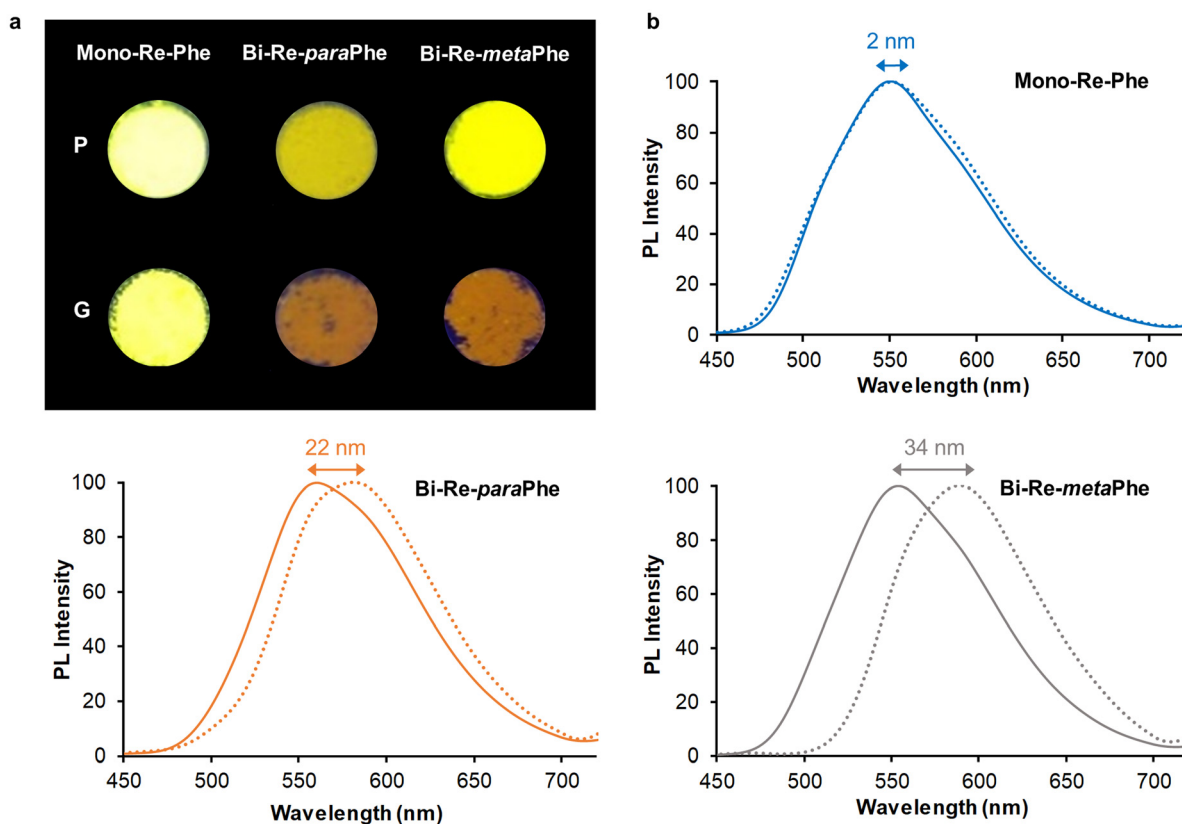 a
Mono-Re-Phe Bi-Re-paraPhe Bi-Re-metaPhe
P
G
b
2 nm
Mono-Re-Phe
100
80
60
40
20
0
PL Intensity
450 500 550 600 650 700
Wavelength (nm)
22 nm
Bi-Re-paraPhe
100
80
60
40
20
0
PL Intensity
450 500 550 600 650 700
Wavelength (nm)
34 nm
Bi-Re-metaPhe
100
80
60
40
20
0
PL Intensity
450 500 550 600 650 700
Wavelength (nm)